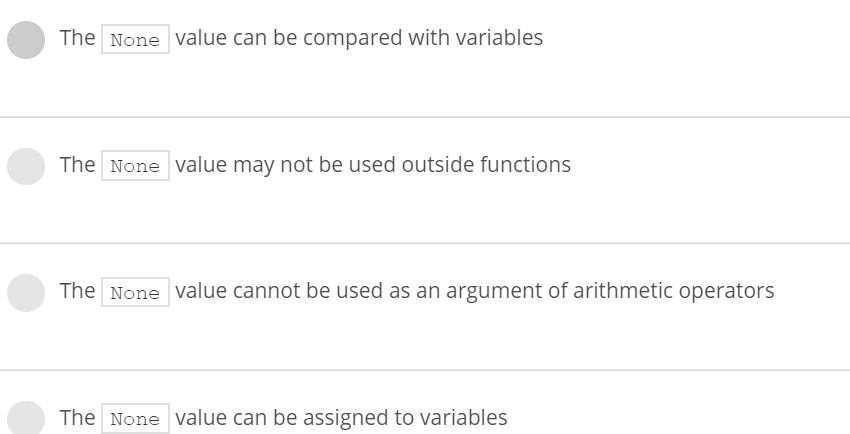 The None value can be compared with variables
The None value may not be used outside functions
The None value cannot be used as an argument of arithmetic operators
The None value can be assigned to variables